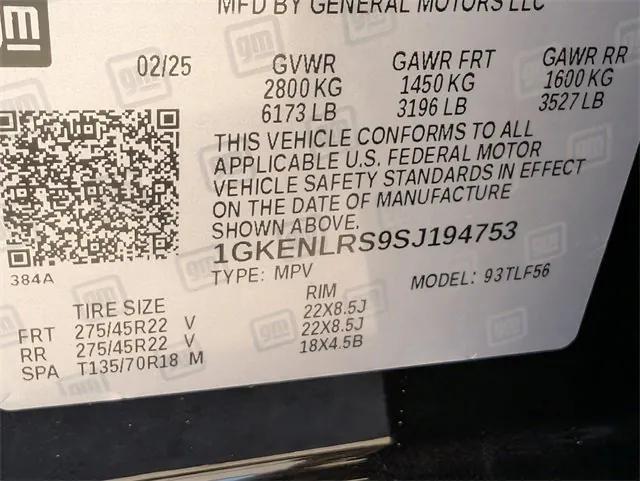 gm
MFD BY GENERAL MOTORS LLC
02/25 GVWR GAWR FRT GAWR RR
2800 KG 1450 KG 1600 KG
6173 LB 3196 LB 3527 LB
THIS VEHICLE CONFORMS TO ALL
APPLICABLE U.S. FEDERAL MOTOR
VEHICLE SAFETY STANDARDS IN EFFECT
ON THE DATE OF MANUFACTURE
SHOWN ABOVE.
1GKENLRS9SJ194753
384A
TYPE: MPV MODEL: 93TLF56
TIRE SIZE RIM
FRT 275/45R22 V 22X8.5J
RR 275/45R22 V 22X8.5J
SPA T135/70R18 M 18X4.5B